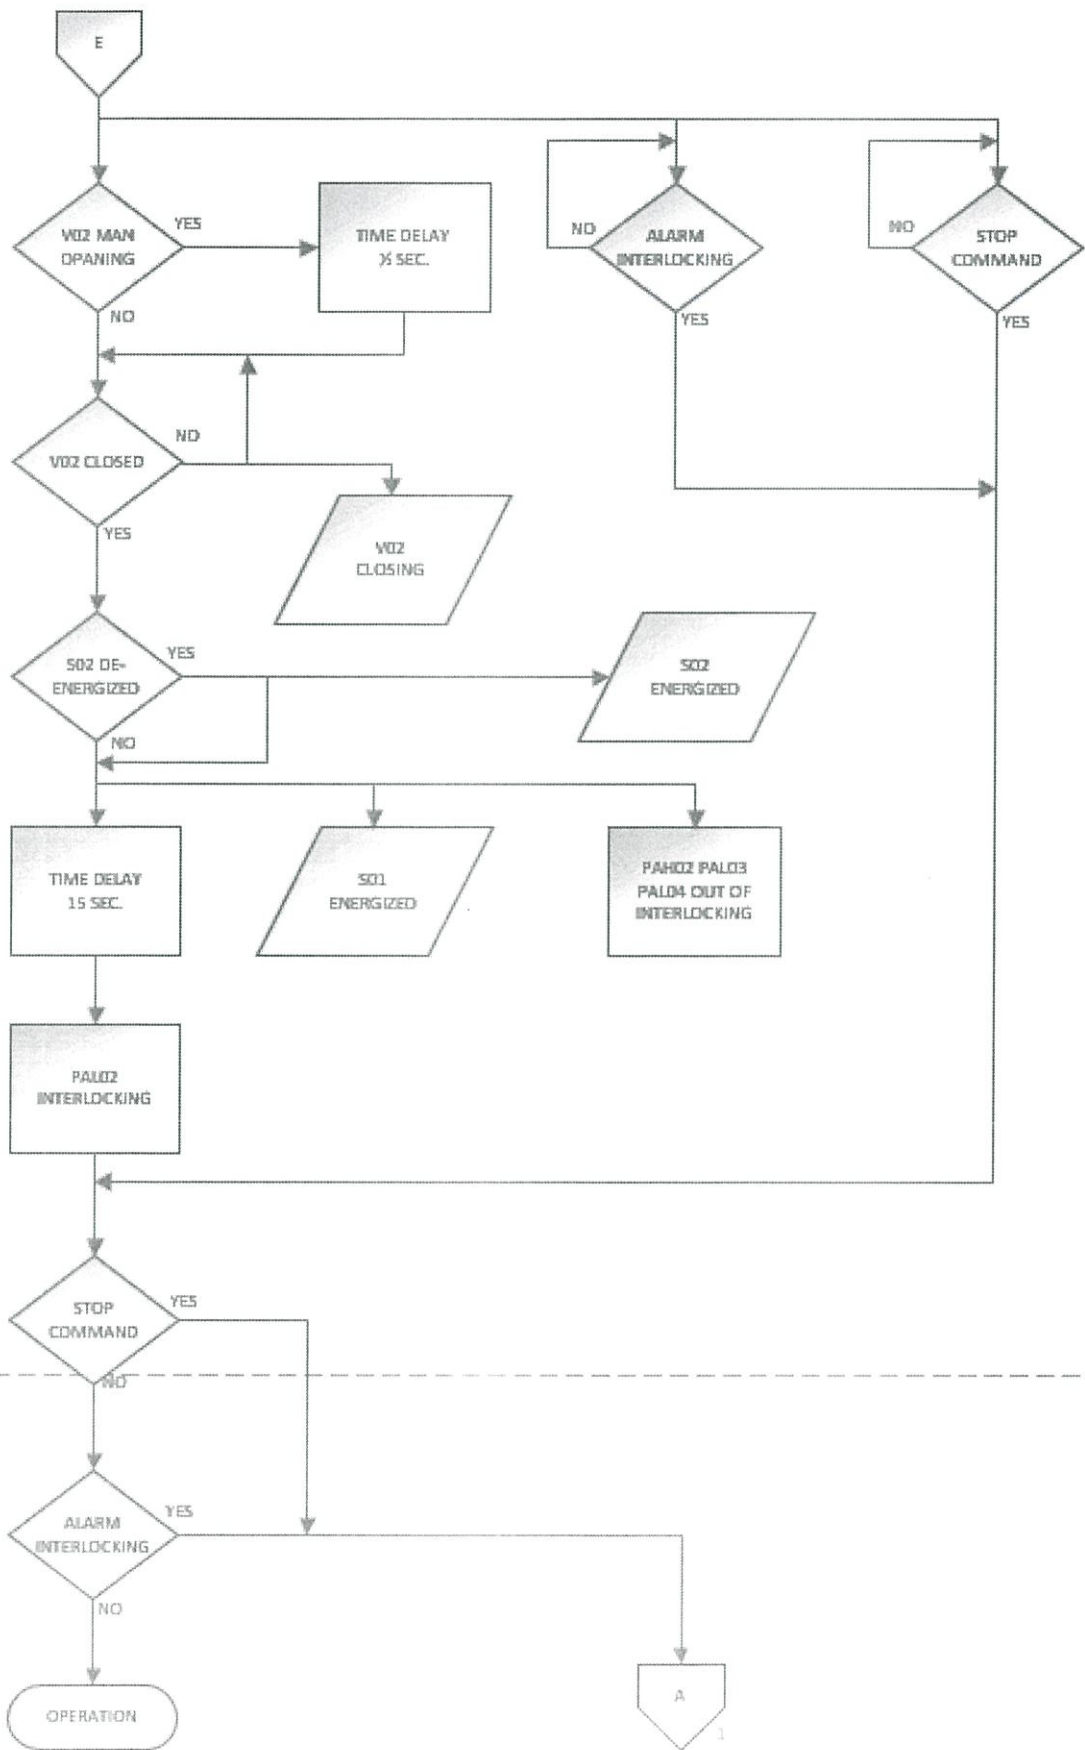 E
V02 MAN
OPANING
YES
NO
TIME DELAY
½ SEC.
NO
ALARM
INTERLOCKING
YES
NO
STOP
COMMAND
YES
V02 CLOSED
NO
YES
V02
CLOSING
S02 DE-
ENERGIZED
YES
NO
S02
ENERGIZED
TIME DELAY
15 SEC.
S01
ENERGIZED
PAH02 PAL03
PAL04 OUT OF
INTERLOCKING
PAL02
INTERLOCKING
STOP
COMMAND
YES
NO
ALARM
INTERLOCKING
YES
NO
OPERATION
A
1